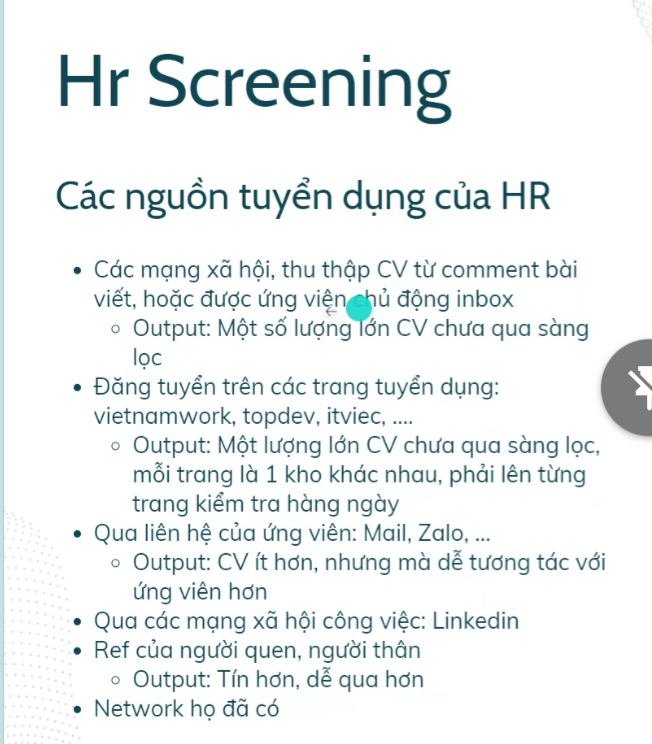 Hr Screening
Các nguồn tuyển dụng của HR
• Các mạng xã hội, thu thập CV từ comment bài
viết, hoặc được ứng viên chủ động inbox
○ Output: Một số lượng lớn CV chưa qua sàng
lọc
• Đăng tuyển trên các trang tuyển dụng:
vietnamwork, topdev, itviec, ....
○ Output: Một lượng lớn CV chưa qua sàng lọc,
mỗi trang là 1 kho khác nhau, phải lên từng
trang kiểm tra hàng ngày
• Qua liên hệ của ứng viên: Mail, Zalo, ...
○ Output: CV ít hơn, nhưng mà dễ tương tác với
ứng viên hơn
• Qua các mạng xã hội công việc: Linkedin
• Ref của người quen, người thân
○ Output: Tín hơn, dễ qua hơn
• Network họ đã có